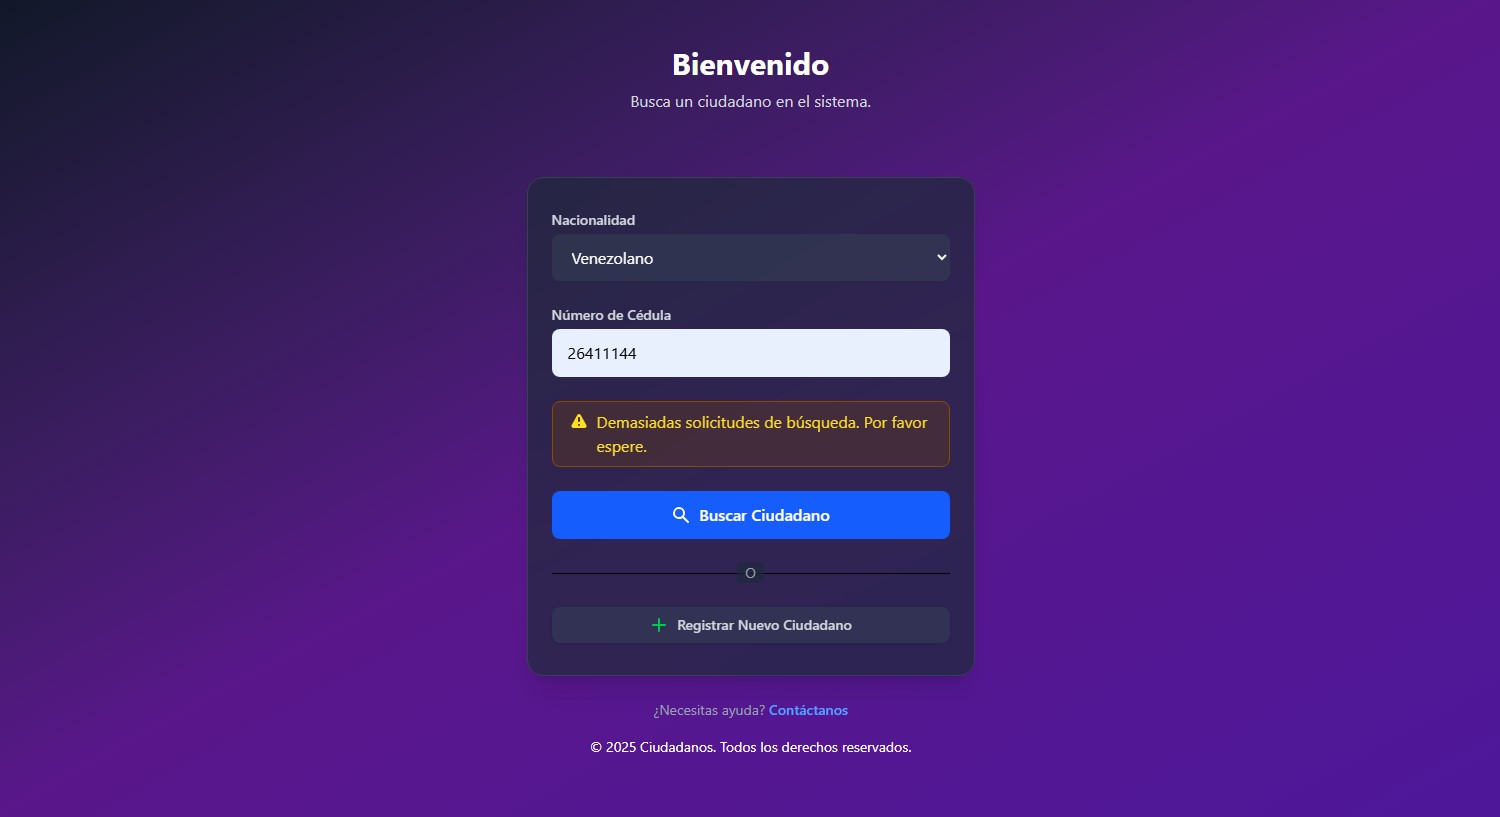 Bienvenido
Busca un ciudadano en el sistema.
Nacionalidad
Venezolano
Número de Cédula
26411144
Demasiadas solicitudes de búsqueda. Por favor
espere.
Buscar Ciudadano
O
Registrar Nuevo Ciudadano
¿Necesitas ayuda? Contáctanos
© 2025 Ciudadanos. Todos los derechos reservados.